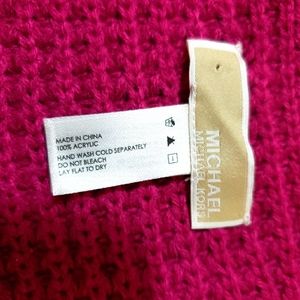 MADE IN CHINA
100% ACRYLIC
HAND WASH COLD SEPARATELY
DO NOT BLEACH
LAY FLAT TO DRY
MICHAEL
MICHAEL KORS